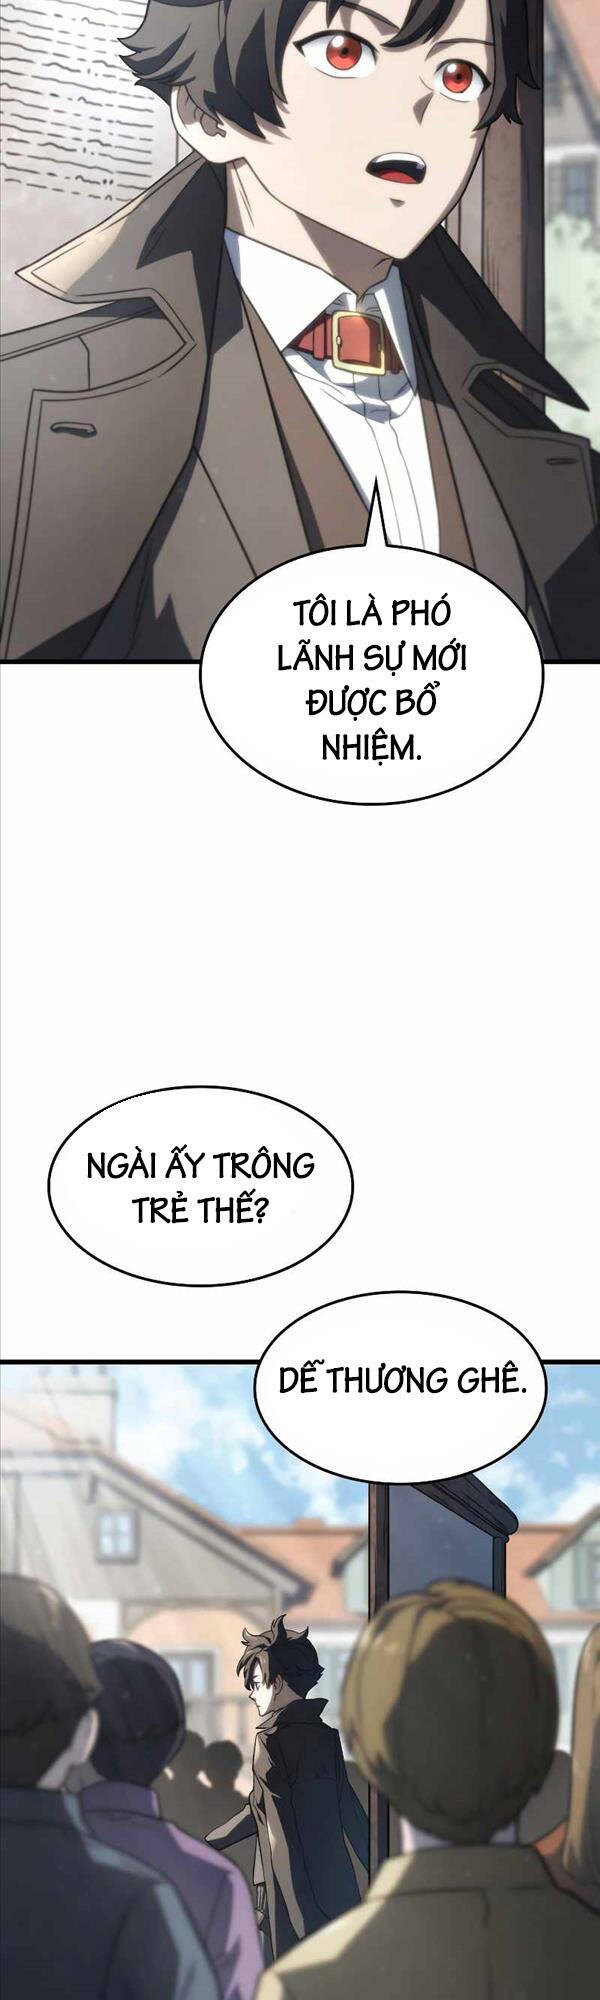 TÔI LÀ PHÓ
LÃNH SỰ MỚI
ĐƯỢC BỔ
NHIỆM.
NGÀI ẤY TRÔNG
TRẺ THẾ?
DỄ THƯƠNG GHÊ.